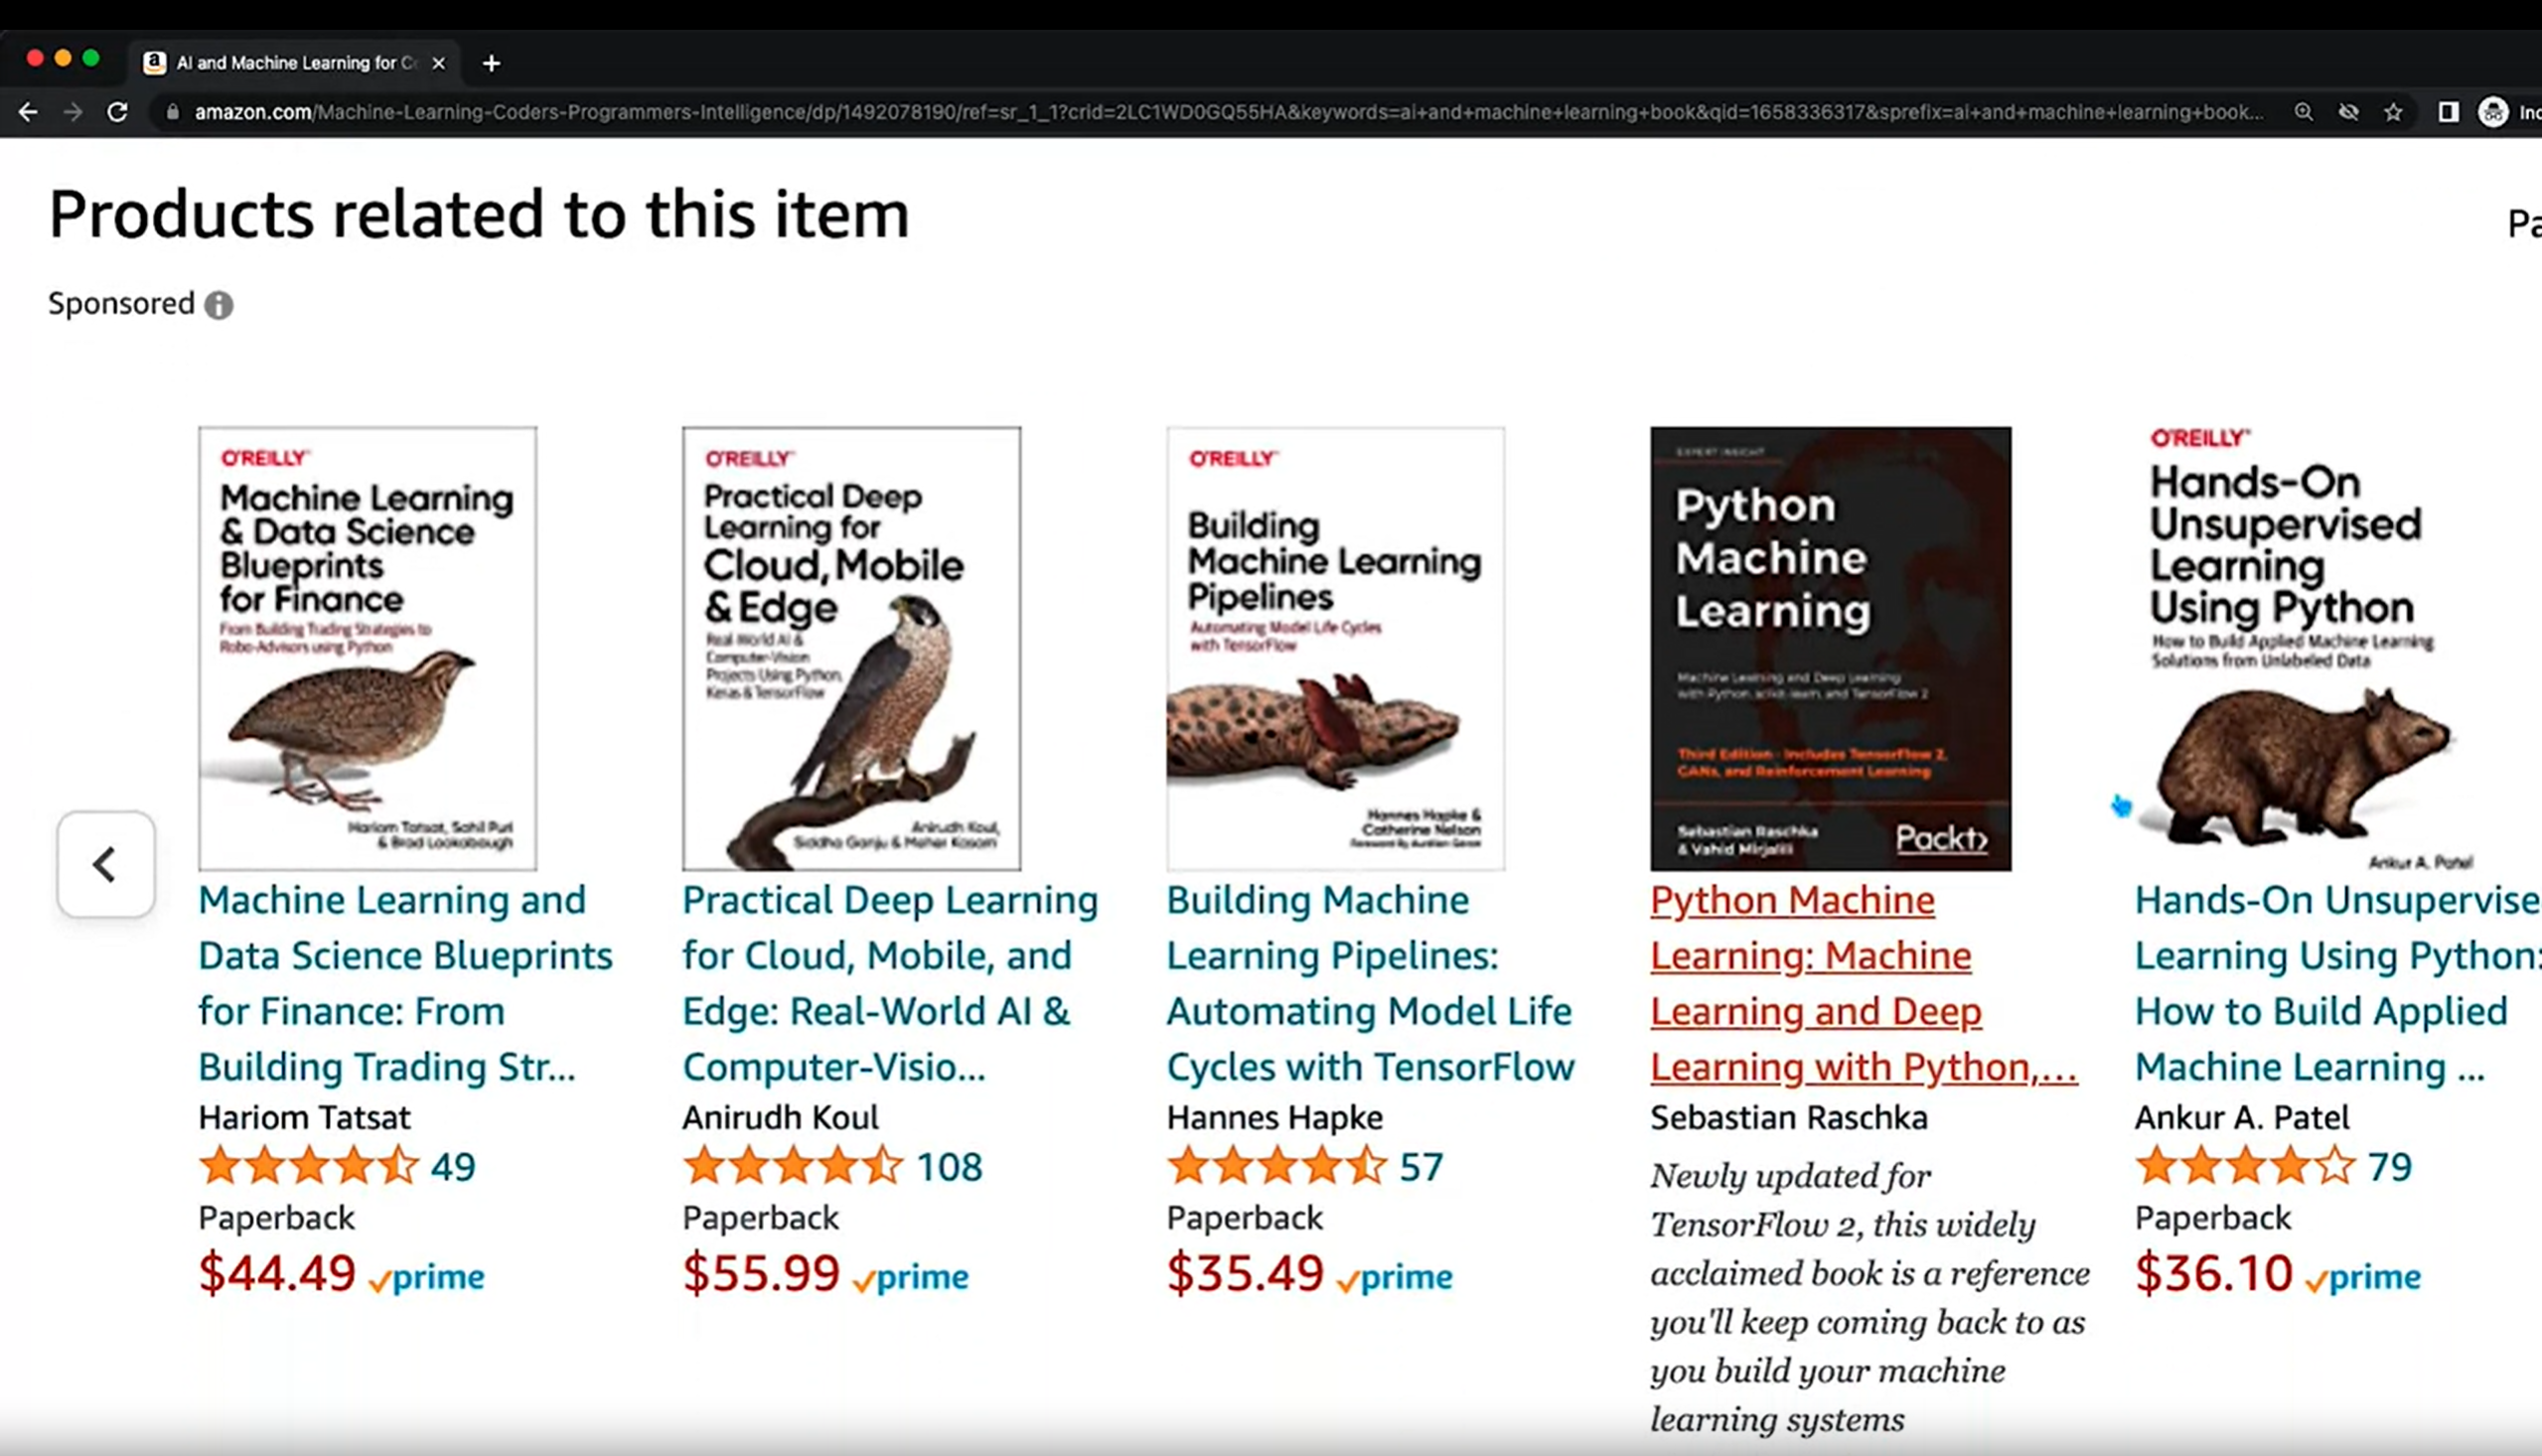 AI and Machine Learning for C
amazon.com/Machine-Learning-Coders-Programmers-Intelligence/dp/1492078190/ref=sr_1_1?crid=2LC1WD0GQ55HA&keywords=ai+and+machine+learning+book&qid=1658336317&sprefix=ai+and+machine+learning+book...
Inc
Products related to this item
Pa
Sponsored
O'REILLY
Machine Learning
& Data Science
Blueprints
for Finance
From Building Trading Strategies to
Robo-Advisors using Python
Hariom Tatsat, Sahil Puri
& Brad Lookabaugh
Machine Learning and
Data Science Blueprints
for Finance: From
Building Trading Str...
Hariom Tatsat
49
Paperback
$44.49 prime
O'REILLY
Practical Deep
Learning for
Cloud, Mobile
& Edge
Real-World AI &
Computer-Vision
Projects Using Python,
Keras & TensorFlow
Anirudh Koul,
Siddha Ganju & Meher Kasam
Practical Deep Learning
for Cloud, Mobile, and
Edge: Real-World AI &
Computer-Visio...
Anirudh Koul
108
Paperback
$55.99 prime
O'REILLY
Building
Machine Learning
Pipelines
Automating Model Life Cycles
with TensorFlow
Hannes Hapke &
Catherine Nelson
Foreword By Aurélien Géron
Building Machine
Learning Pipelines:
Automating Model Life
Cycles with TensorFlow
Hannes Hapke
57
Paperback
$35.49 prime
EXPERT INSIGHT
Python
Machine
Learning
Machine Learning and Deep Learning
with Python, scikit-learn, and TensorFlow 2
Third Edition - Includes TensorFlow 2,
GANs, and Reinforcement Learning
Sebastian Raschka
& Vahid Mirjalili
Packt>
Python Machine
Learning: Machine
Learning and Deep
Learning with Python,...
Sebastian Raschka
Newly updated for
TensorFlow 2, this widely
acclaimed book is a reference
you'll keep coming back to as
you build your machine
learning systems
O'REILLY
Hands-On
Unsupervised
Learning
Using Python
How to Build Applied Machine Learning
Solutions from Unlabeled Data
Ankur A. Patel
Hands-On Unsupervise
Learning Using Python:
How to Build Applied
Machine Learning ...
Ankur A. Patel
79
Paperback
$36.10 prime